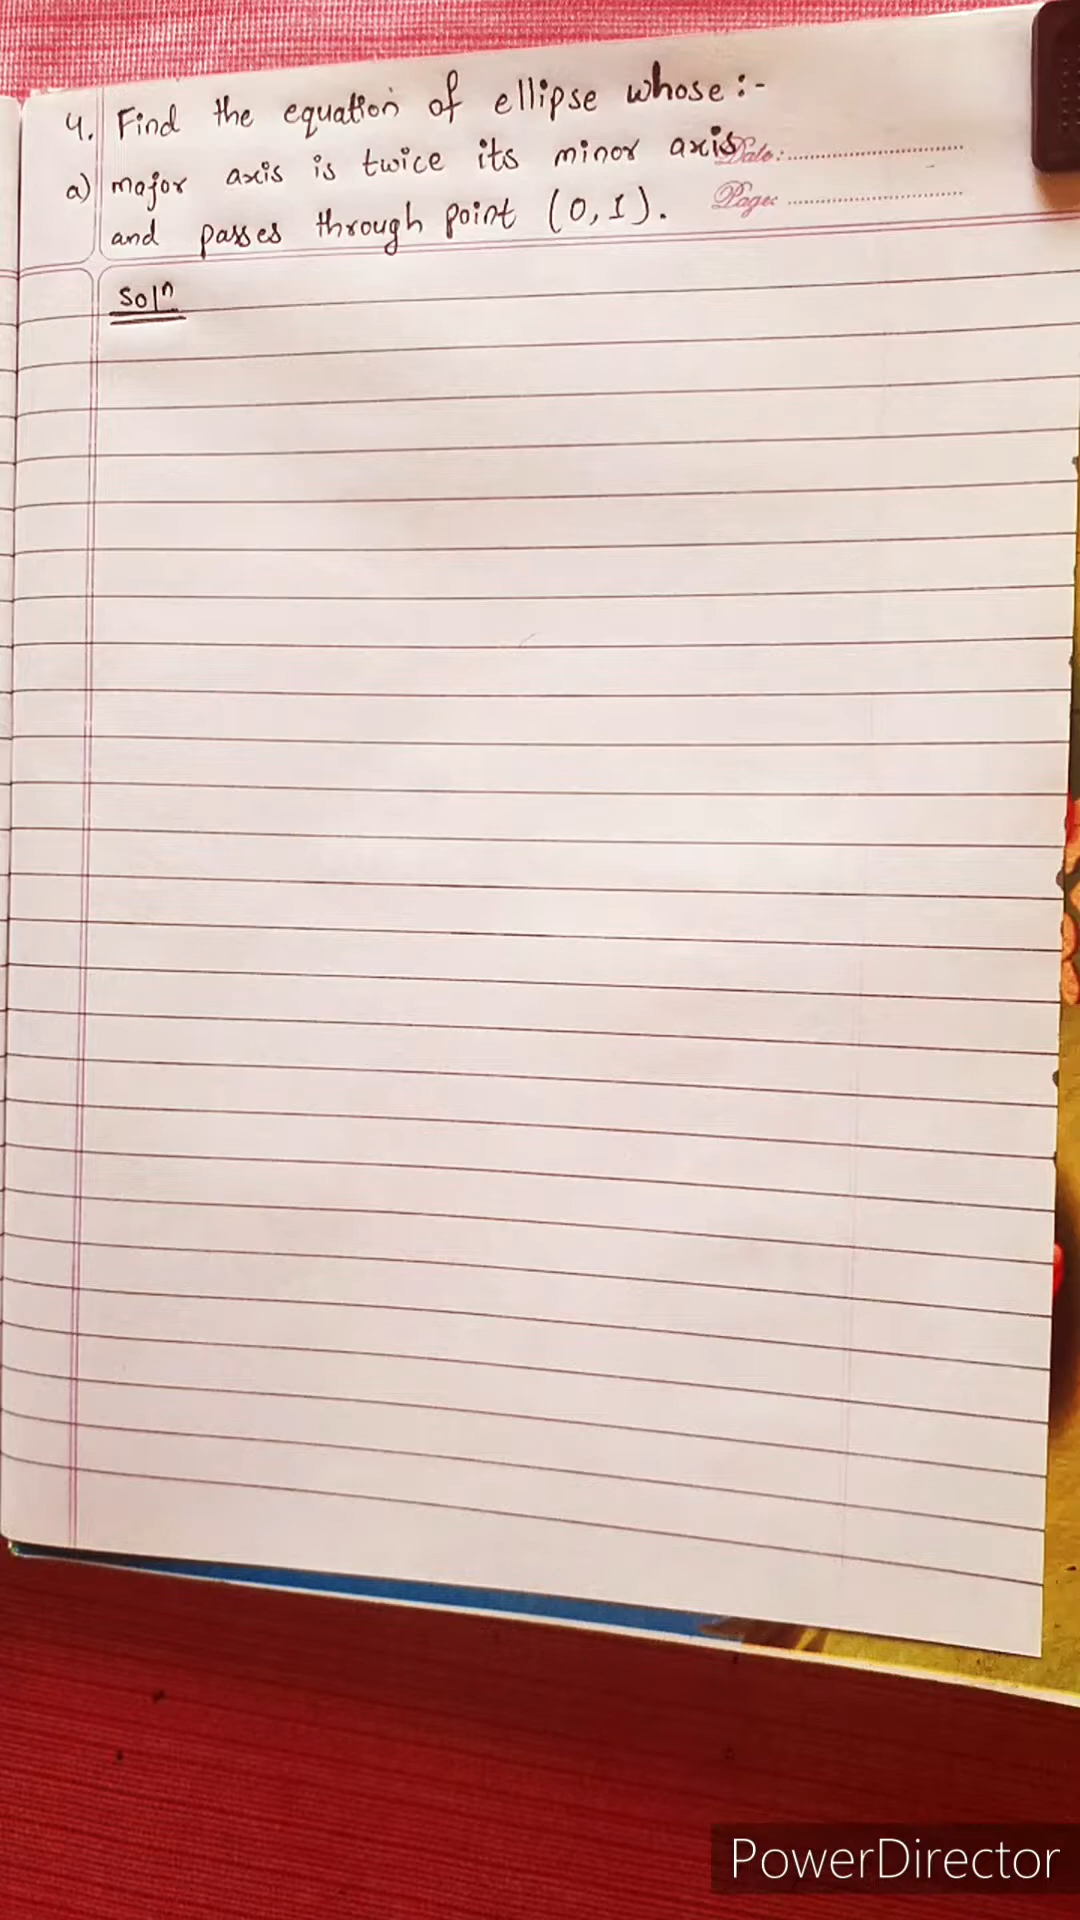 4. Find the equation of ellipse whose :-
a) major axis is twice its minor axis
Date:
and passes through point (0, 1).
Page:
Solⁿ
PowerDirector